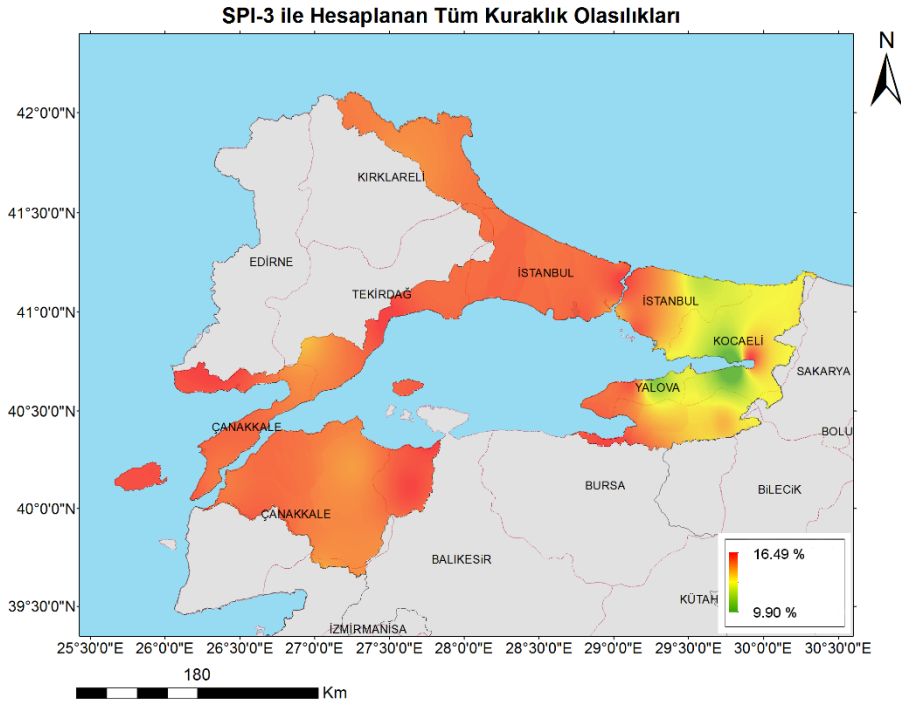 SPI-3 ile Hesaplanan Tüm Kuraklık Olasılıkları
N
42°0'0"N
41°30'0"N
41°0'0"N
40°30'0"N
40°0'0"N
39°30'0"N
KIRKLARELİ
EDİRNE
İSTANBUL
TEKİRDAĞ
İSTANBUL
KOCAELİ
SAKARYA
YALOVA
ÇANAKKALE
BOLU
BURSA
BİLECİK
ÇANAKKALE
BALIKESİR
KÜTAH
İZMİRMANİSA
16.49 %
9.90 %
25°30'0"E 26°0'0"E 26°30'0"E 27°0'0"E 27°30'0"E 28°0'0"E 28°30'0"E 29°0'0"E 29°30'0"E 30°0'0"E 30°30'0"E
180
Km